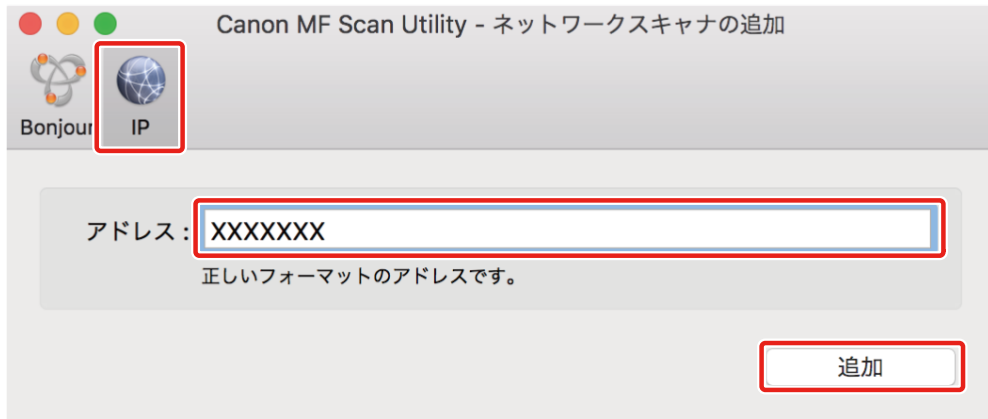 Canon MF Scan Utility - ネットワークスキャナの追加
Bonjour IP
アドレス : XXXXXXX
正しいフォーマットのアドレスです。
追加